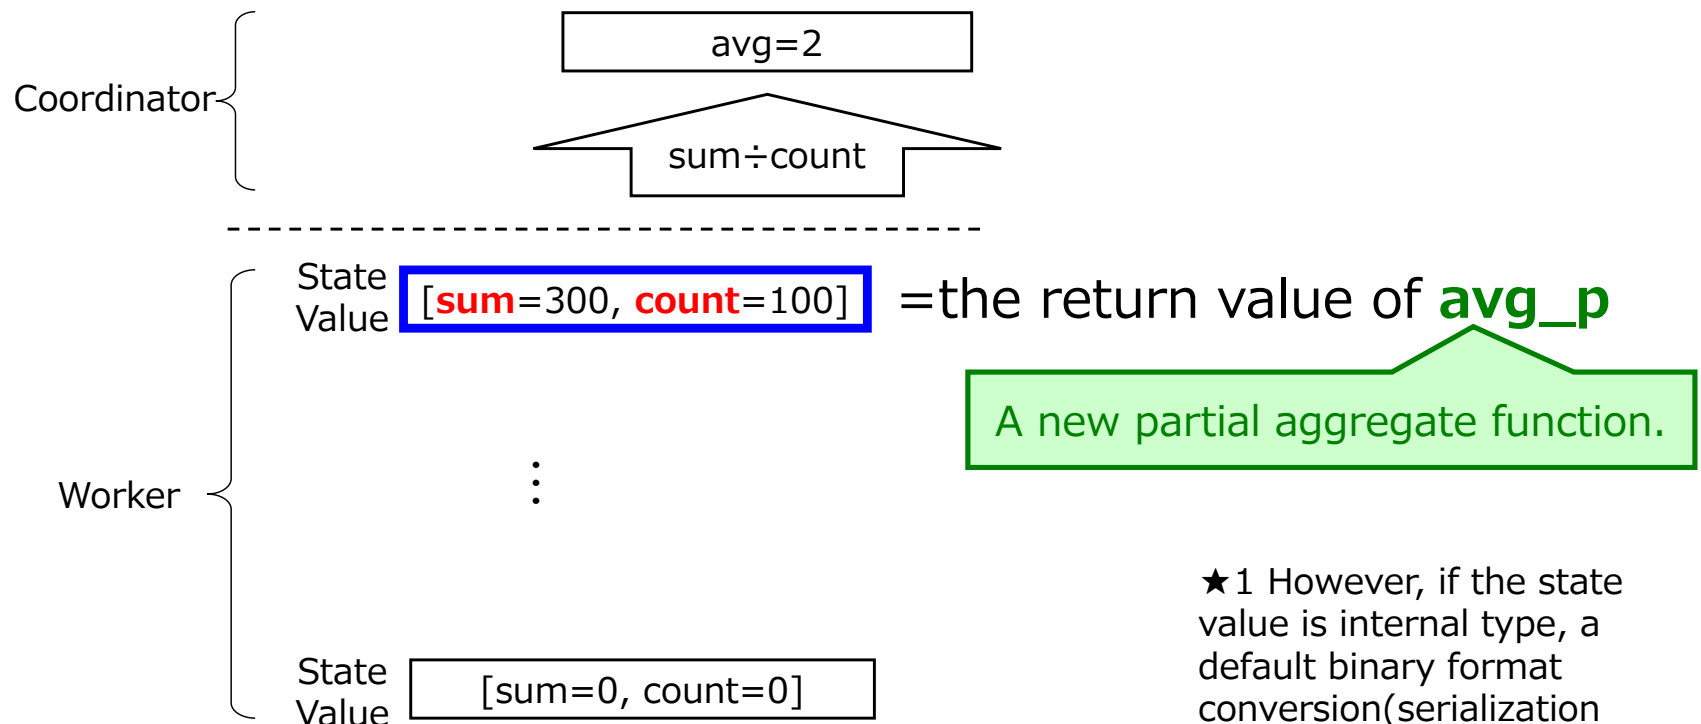 avg=2
Coordinator
sum÷count
State
Value
[sum=300, count=100]
=the return value of avg_p
A new partial aggregate function.
Worker
⋮
★1 However, if the state
value is internal type, a
default binary format
conversion(serialization
State
Value
[sum=0, count=0]